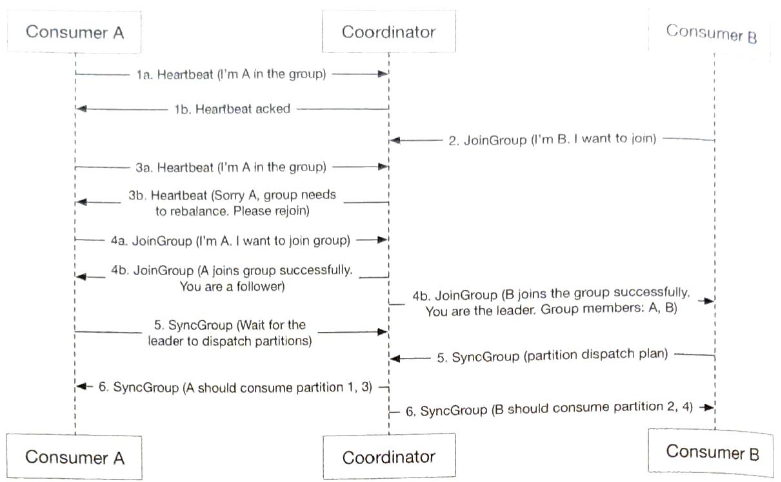 Consumer A
Coordinator
Consumer B
1a. Heartbeat (I'm A in the group)
1b. Heartbeat acked
2. JoinGroup (I'm B. I want to join)
3a. Heartbeat (I'm A in the group)
3b. Heartbeat (Sorry A, group needs
to rebalance. Please rejoin)
4a. JoinGroup (I'm A. I want to join group)
4b. JoinGroup (A joins group successfully.
You are a follower)
4b. JoinGroup (B joins the group successfully.
You are the leader. Group members: A, B)
5. SyncGroup (Wait for the
leader to dispatch partitions)
5. SyncGroup (partition dispatch plan)
6. SyncGroup (A should consume partition 1, 3)
6. SyncGroup (B should consume partition 2, 4)
Consumer A
Coordinator
Consumer B